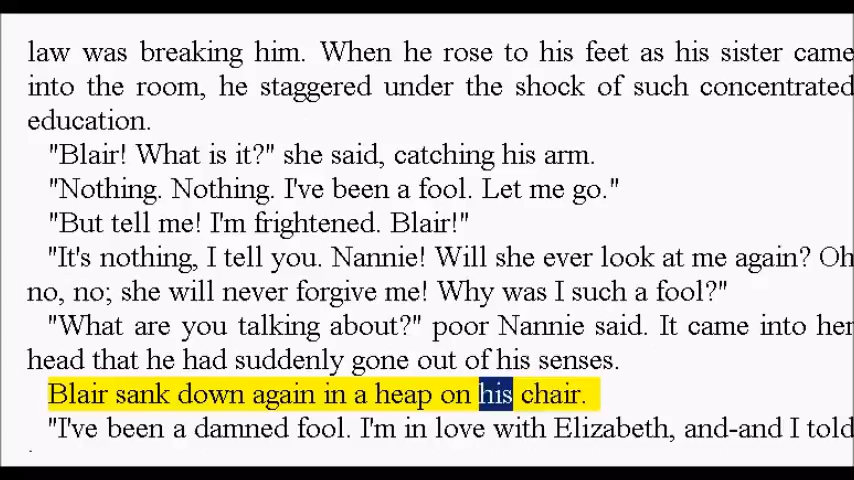 law was breaking him. When he rose to his feet as his sister came
into the room, he staggered under the shock of such concentrated
education.
"Blair! What is it?" she said, catching his arm.
"Nothing. Nothing. I've been a fool. Let me go."
"But tell me! I'm frightened. Blair!"
"It's nothing, I tell you. Nannie! Will she ever look at me again? Oh
no, no; she will never forgive me! Why was I such a fool?"
"What are you talking about?" poor Nannie said. It came into her
head that he had suddenly gone out of his senses.
Blair sank down again in a heap on his chair.
"I've been a damned fool. I'm in love with Elizabeth, and-and I told